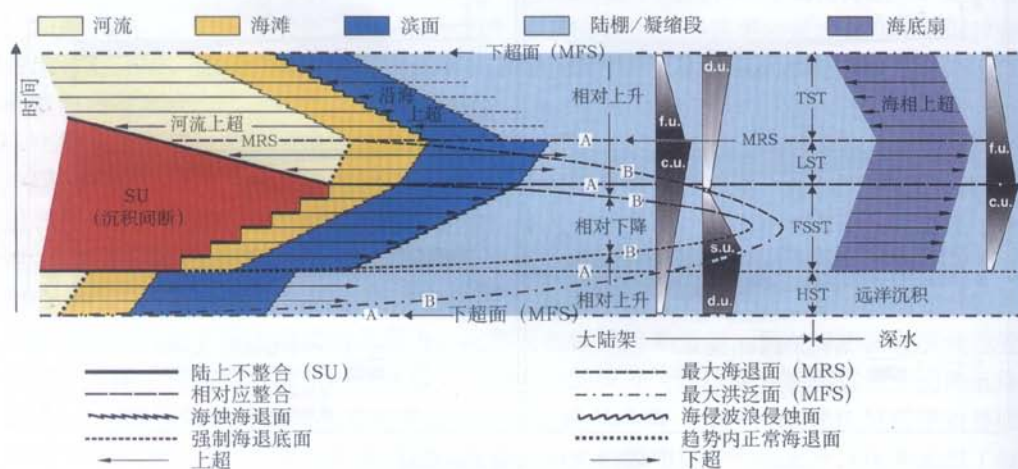 河流 海滩 滨面 陆棚/凝缩段 海底扇
时间
下超面（MFS）
d.u.
沿海上超
相对上升
TST
海相上超
河流上超
f.u.
MRS A MRS
f.u.
c.u.
LST
B
A
SU
(沉积间断)
B
c.u.
相对下降
FSST
B
s.u.
A
B
相对上升
HST
远洋沉积
d.u.
A 下超面（MFS）
大陆架 深水
陆上不整合（SU） 最大海退面（MRS）
相对应整合 最大洪泛面（MFS）
海蚀海退面 海侵波浪侵蚀面
强制海退底面 趋势内正常海退面
上超 下超